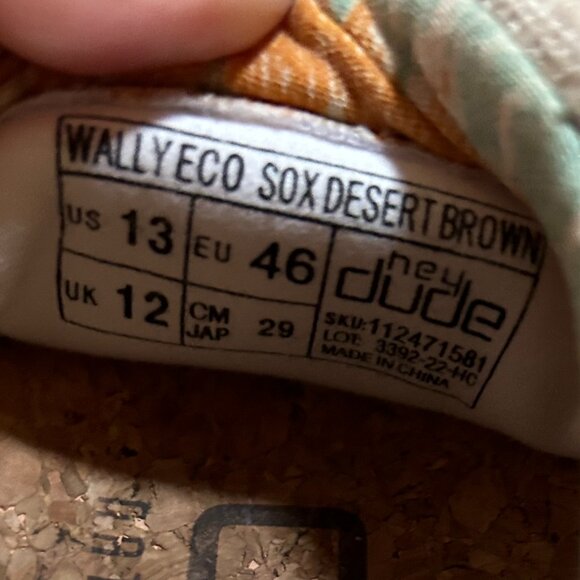 WALLY ECO SOX DESERT BROWN
US 13 EU 46
hey
dude
UK 12 CM
JAP 29
SKU:112471581
LOT: 3392-22-HC
MADE IN CHINA